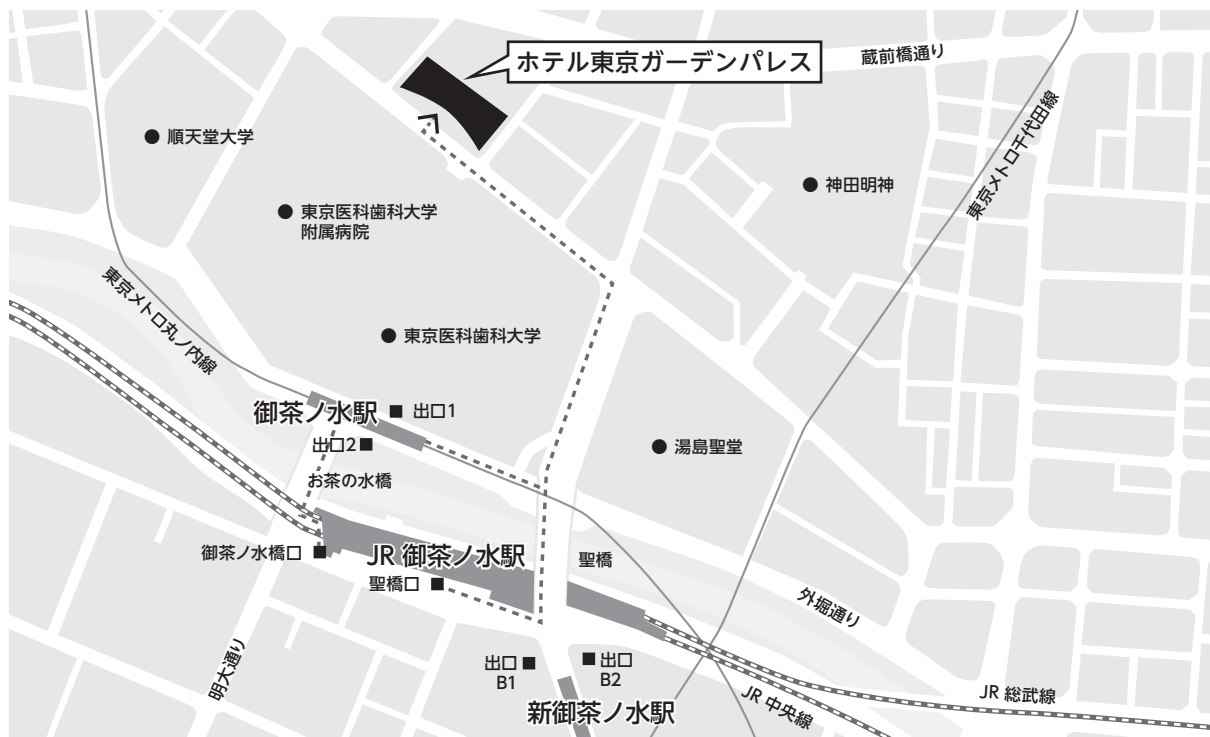 ホテル東京ガーデンパレス
蔵前橋通り
順天堂大学
神田明神
東京メトロ千代田線
東京医科歯科大学
附属病院
東京メトロ丸ノ内線
東京医科歯科大学
御茶ノ水駅
出口1
出口2
湯島聖堂
お茶の水橋
御茶ノ水橋口
JR 御茶ノ水駅
聖橋
聖橋口
外堀通り
明大通り
出口
B1
出口
B2
新御茶ノ水駅
JR 中央線
JR 総武線